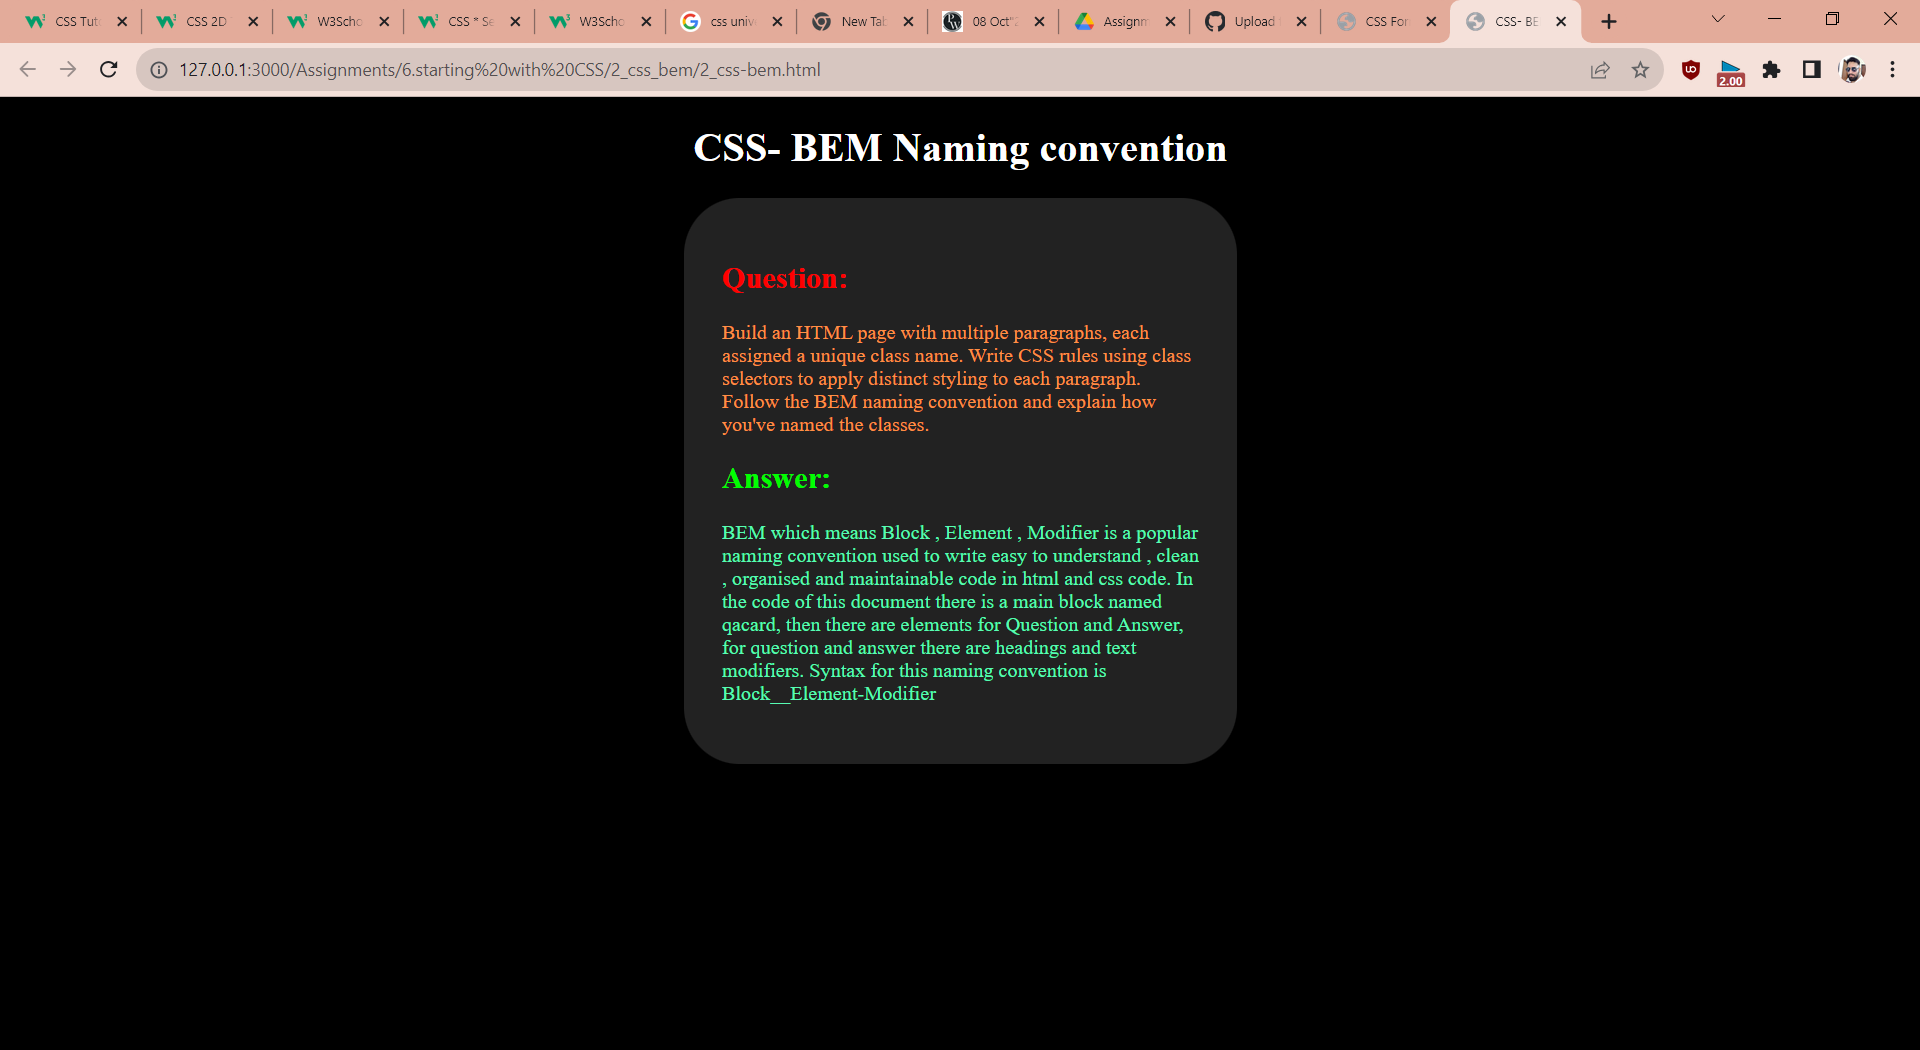 CSS Tut
CSS 2D
W3Scho
CSS * Se
W3Scho
css univ
New Tab
08 Oct'2
Assignm
Upload
CSS For
CSS- BE
127.0.0.1:3000/Assignments/6.starting%20with%20CSS/2_css_bem/2_css-bem.html
2.00
CSS- BEM Naming convention
Question:
Build an HTML page with multiple paragraphs, each
assigned a unique class name. Write CSS rules using class
selectors to apply distinct styling to each paragraph.
Follow the BEM naming convention and explain how
you've named the classes.
Answer:
BEM which means Block , Element , Modifier is a popular
naming convention used to write easy to understand , clean
, organised and maintainable code in html and css code. In
the code of this document there is a main block named
qacard, then there are elements for Question and Answer,
for question and answer there are headings and text
modifiers. Syntax for this naming convention is
Block__Element-Modifier